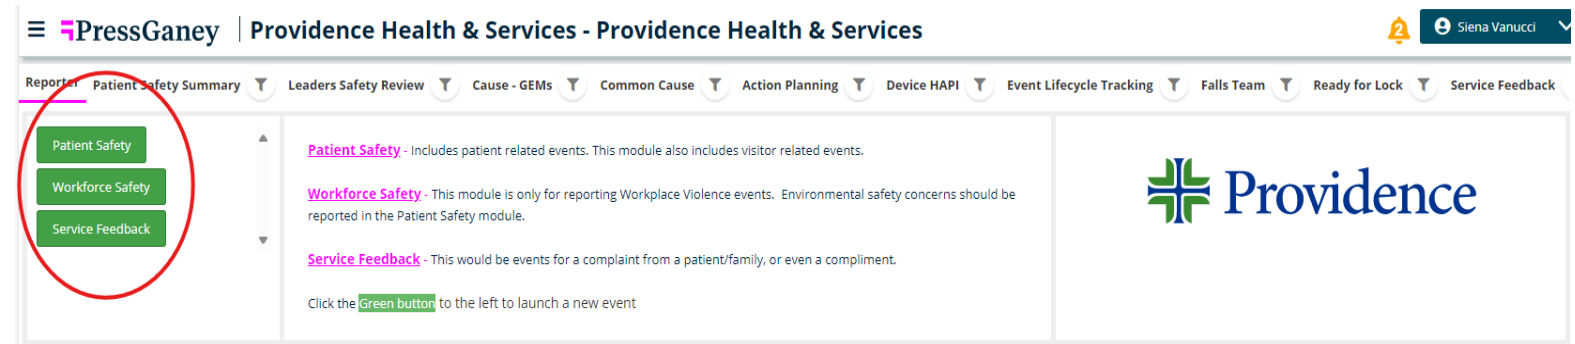 PressGaney
Providence Health & Services - Providence Health & Services
2
Siena Vanucci
Reporter
Patient Safety Summary
Leaders Safety Review
Cause - GEMs
Common Cause
Action Planning
Device HAPI
Event Lifecycle Tracking
Falls Team
Ready for Lock
Service Feedback
Patient Safety
Workforce Safety
Service Feedback
Patient Safety - Includes patient related events. This module also includes visitor related events.
Workforce Safety - This module is only for reporting Workplace Violence events. Environmental safety concerns should be
reported in the Patient Safety module.
Service Feedback - This would be events for a complaint from a patient/family, or even a compliment.
Click the Green button to the left to launch a new event
Providence